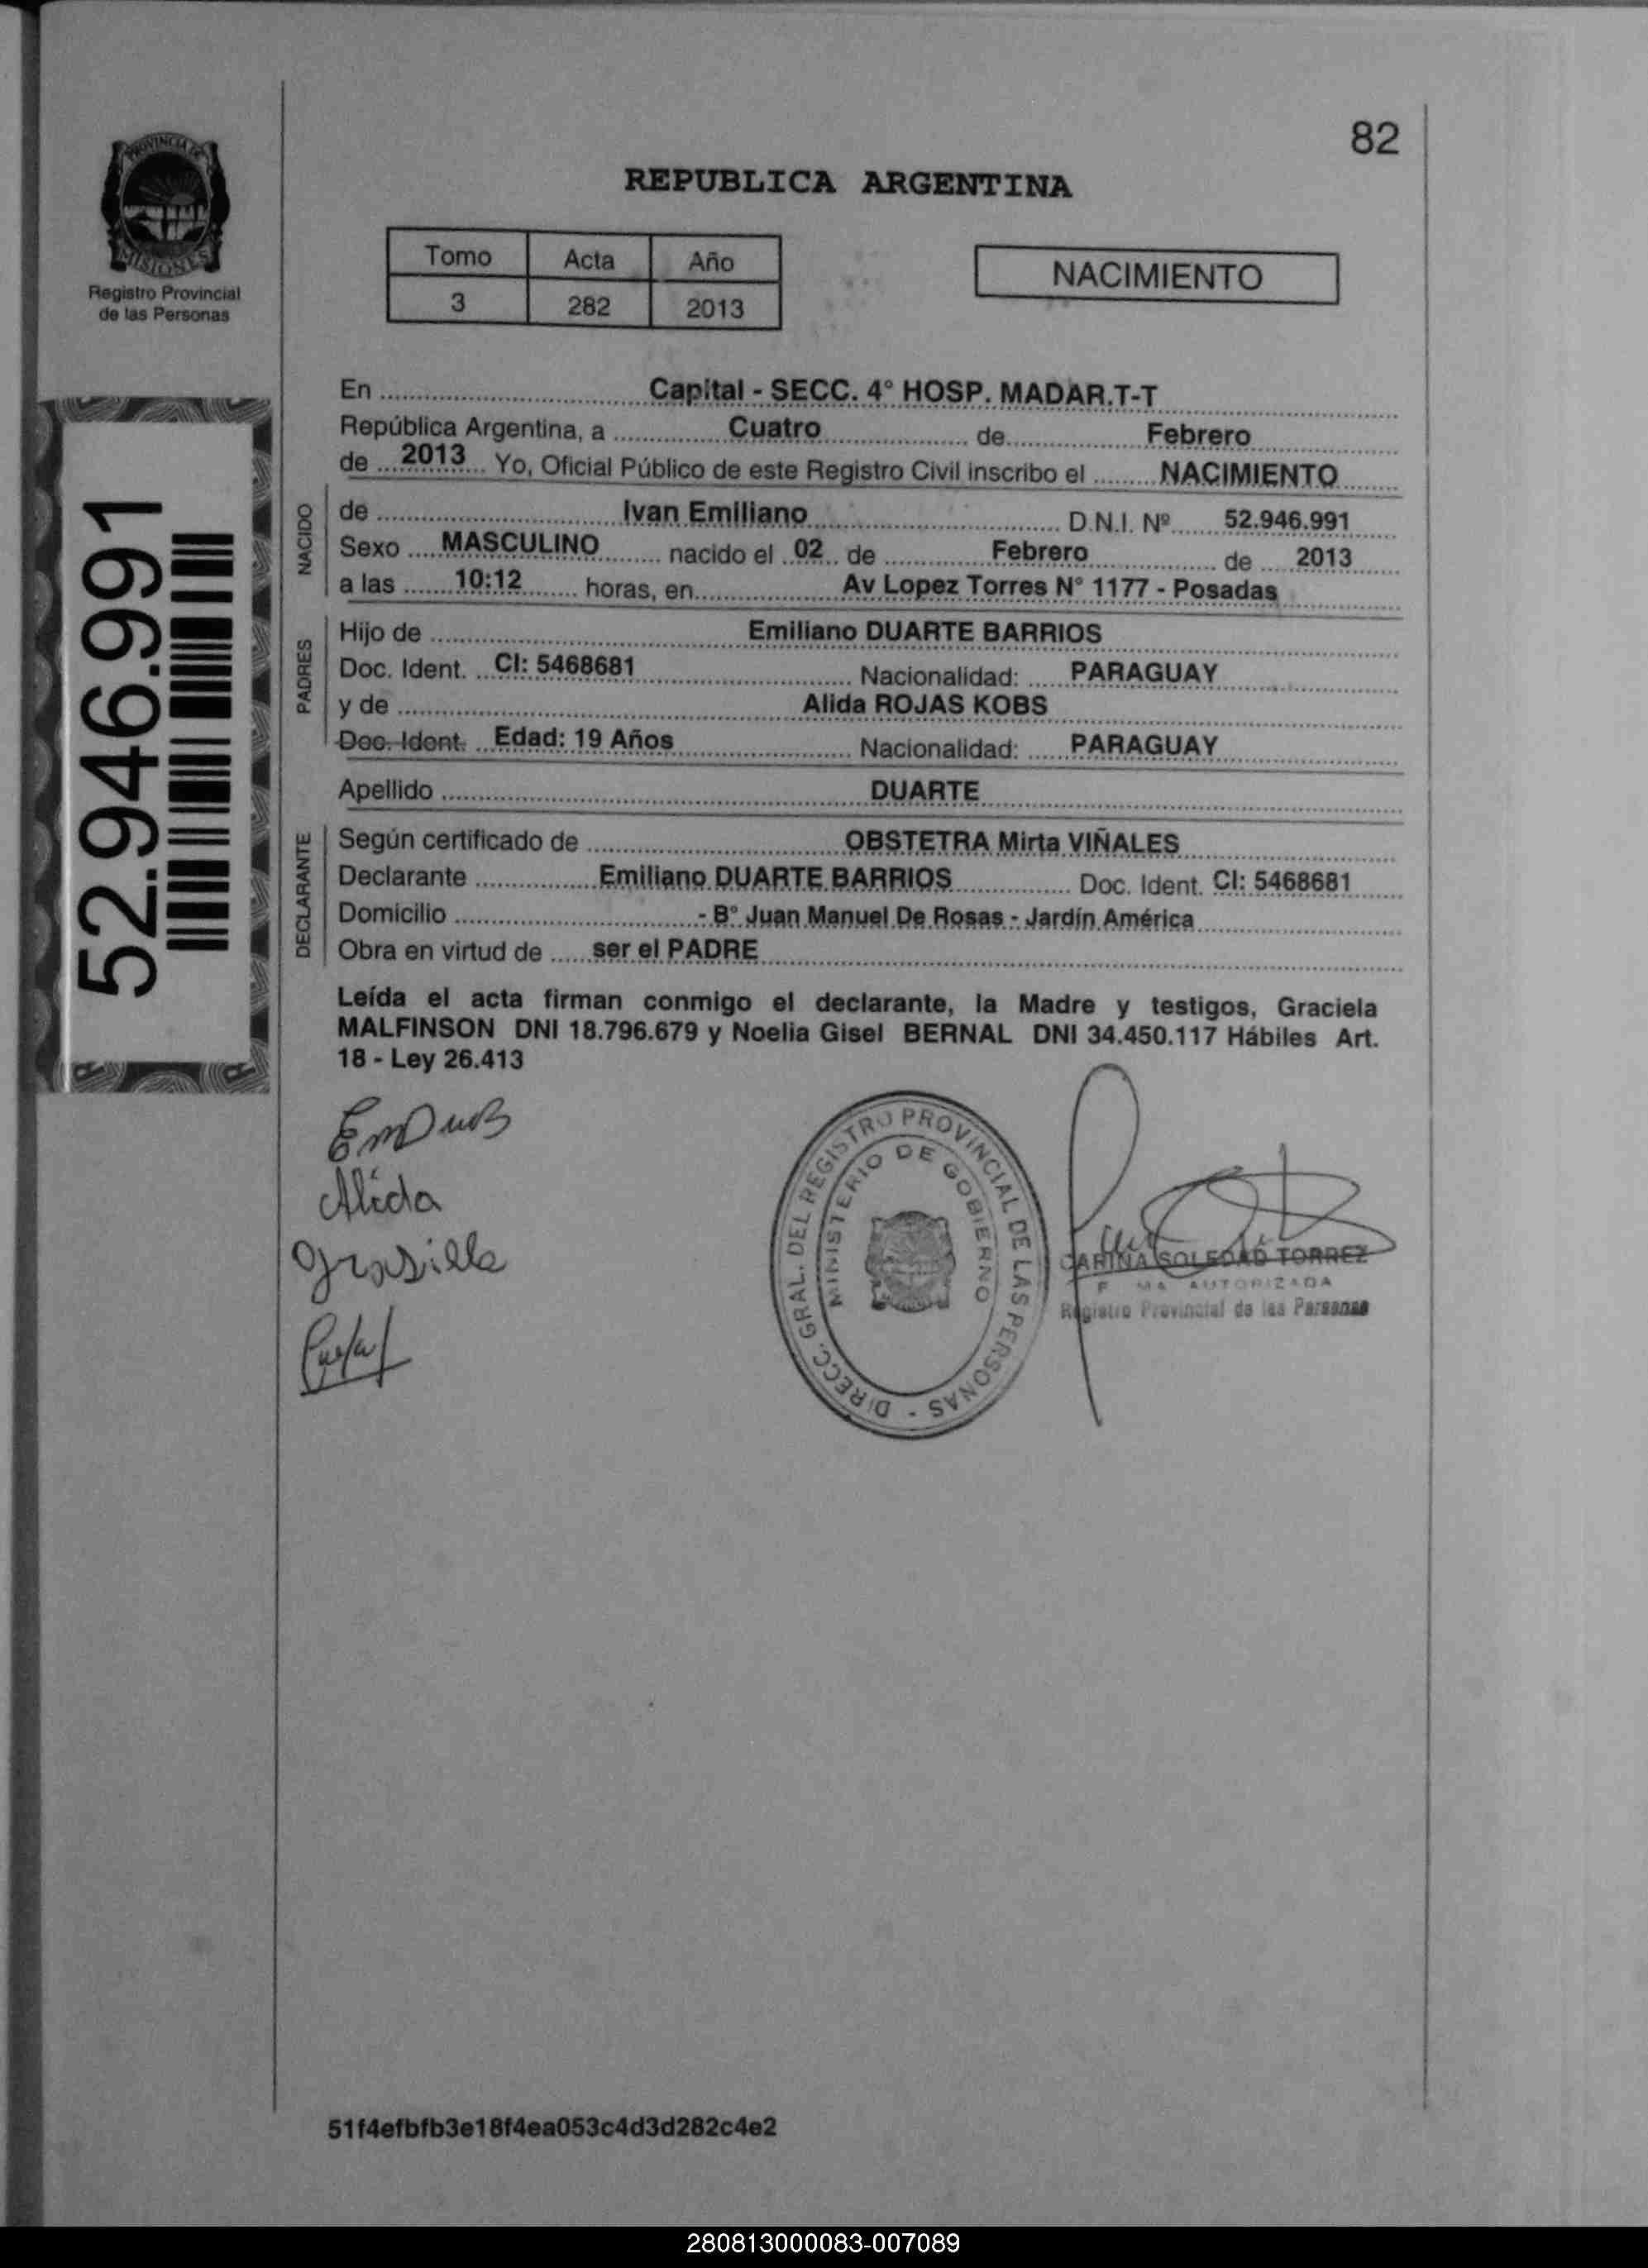 82
PROVINCIA DE
MISIONES
Registro Provincial
de las Personas
REPUBLICA ARGENTINA
Tomo Acta Año
3 282 2013
NACIMIENTO
52.946.991
En Capital - SECC. 4° HOSP. MADAR.T-T
República Argentina, a Cuatro de Febrero
de 2013 Yo, Oficial Público de este Registro Civil inscribo el NACIMIENTO
NACIDO
de Ivan Emiliano D.N.I. Nº 52.946.991
Sexo MASCULINO nacido el 02 de Febrero de 2013
a las 10:12 horas, en Av Lopez Torres N° 1177 - Posadas
PADRES
Hijo de Emiliano DUARTE BARRIOS
Doc. Ident. CI: 5468681 Nacionalidad: PARAGUAY
y de Alida ROJAS KOBS
Doc. Ident. Edad: 19 Años Nacionalidad: PARAGUAY
Apellido DUARTE
DECLARANTE
Según certificado de OBSTETRA Mirta VIÑALES
Declarante Emiliano DUARTE BARRIOS Doc. Ident. CI: 5468681
Domicilio - B° Juan Manuel De Rosas - Jardín América
Obra en virtud de ser el PADRE
Leída el acta firman conmigo el declarante, la Madre y testigos, Graciela
MALFINSON DNI 18.796.679 y Noelia Gisel BERNAL DNI 34.450.117 Hábiles Art.
18 - Ley 26.413
Alida
DIRECC. GRAL. DEL REGISTRO PROVINCIAL DE LAS PERSONAS -
MINISTERIO DE GOBIERNO
CARINA SOLEDAD TORREZ
AUTORIZADA
Registro Provincial de las Personas
51f4efbfb3e18f4ea053c4d3d282c4e2
280813000083-007089